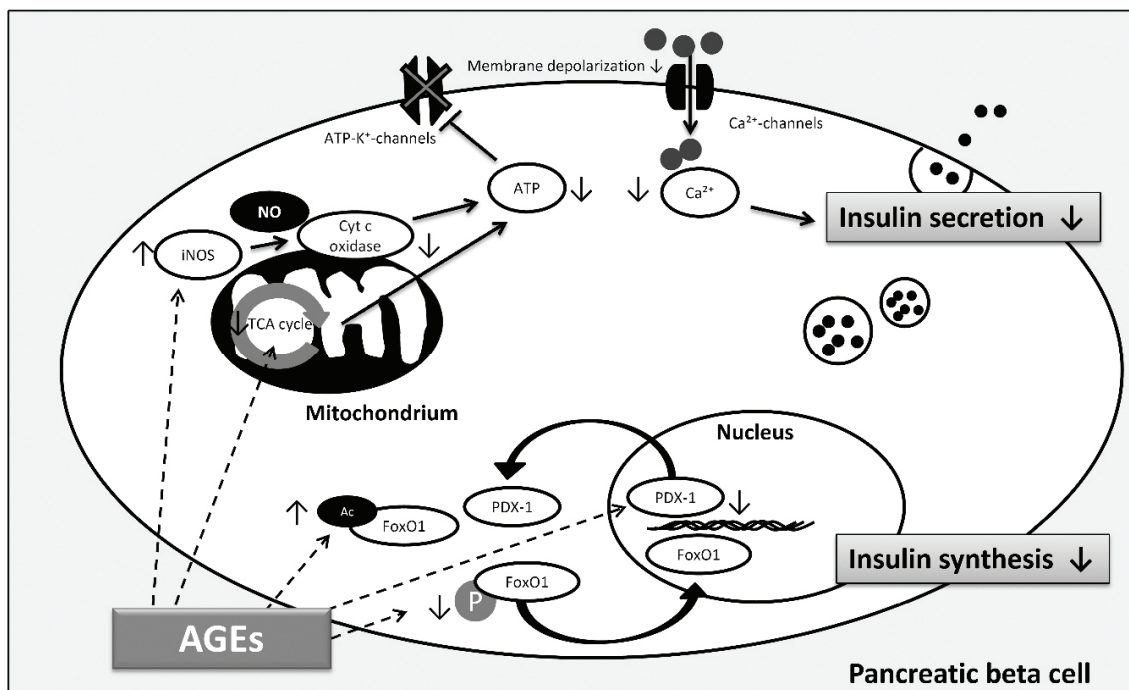 Membrane depolarization ↓
ATP-K⁺-channels
Ca²⁺-channels
ATP ↓
↓ Ca²⁺
Insulin secretion ↓
NO
Cyt c
oxidase ↓
↑ iNOS
↓ TCA cycle
Mitochondrium
Nucleus
PDX-1 ↓
PDX-1
↑ Ac
FoxO1
FoxO1
Insulin synthesis ↓
FoxO1
↓ P
AGEs
Pancreatic beta cell